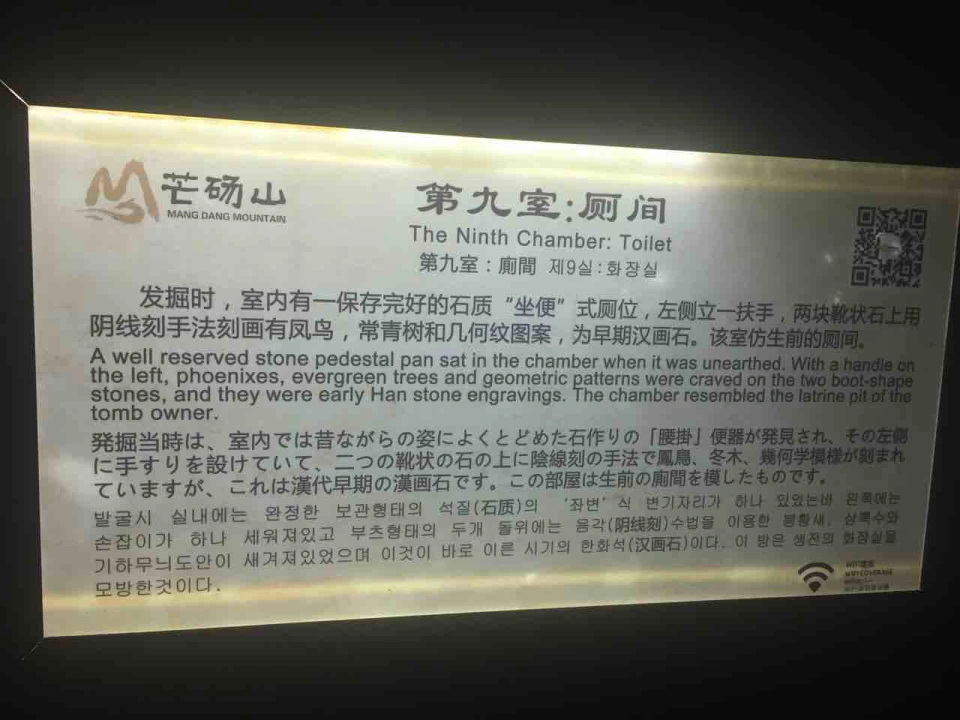 芒砀山
MANG DANG MOUNTAIN
第九室:厕间
The Ninth Chamber: Toilet
第九室:廁間 제9실:화장실
发掘时，室内有一保存完好的石质“坐便”式厕位，左侧立一扶手，两块靴状石上用
阴线刻手法刻画有凤鸟，常青树和几何纹图案，为早期汉画石。该室仿生前的厕间。
A well reserved stone pedestal pan sat in the chamber when it was unearthed. With a handle on
the left, phoenixes, evergreen trees and geometric patterns were craved on the two boot-shape
stones, and they were early Han stone engravings. The chamber resembled the latrine pit of the
tomb owner.
発掘当時は、室内では昔ながらの姿によくとどめた石作りの「腰掛」便器が発見され、その左側
に手すりを設けていて、二つの靴状の石の上に陰線刻の手法で鳳鳥、冬木、幾何学模様が刻まれ
ていますが、これは漢代早期の漢画石です。この部屋は生前の廁間を模したものです。
발굴시 실내에는 완정한 보관형태의 석질(石质)의 ‘좌변’식 변기자리가 하나 있었는바 왼쪽에는
손잡이가 하나 세워져있고 부츠형태의 두개 돌위에는 음각(阴线刻)수법을 이용한 봉황새, 상록수와
기하무늬도안이 새겨져있었으며 이것이 바로 이른 시기의 한화석(汉画石)이다. 이 방은 생전의 화장실을
모방한것이다.